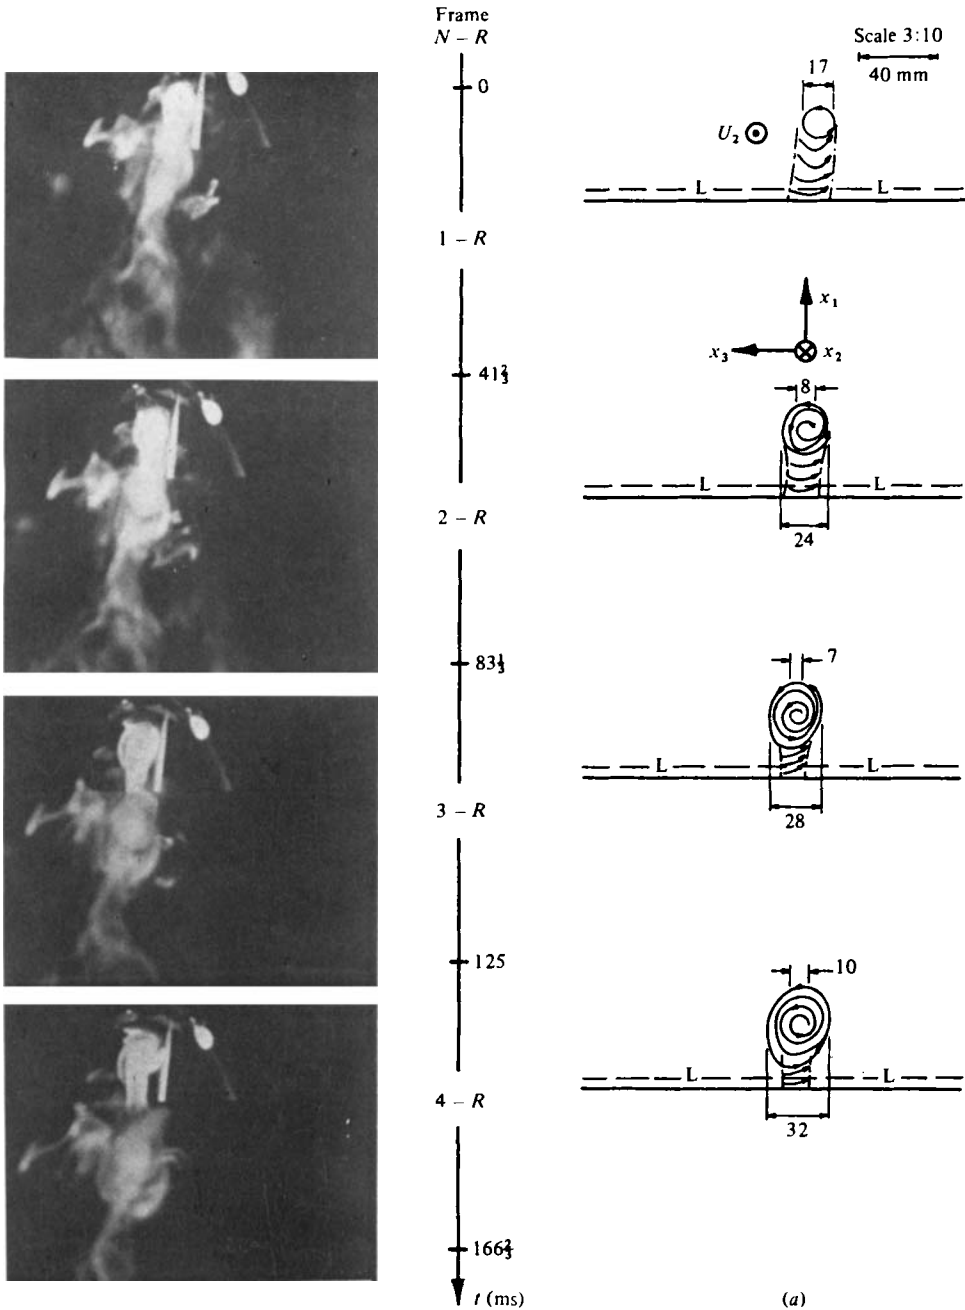 Frame
N – R
0
1 – R
41⅔
2 – R
83⅓
3 – R
125
4 – R
166⅔
t (ms)
Scale 3:10
40 mm
17
U₂
L L
x₁
x₃ x₂
8
L L
24
7
L L
28
10
L L
32
(a)